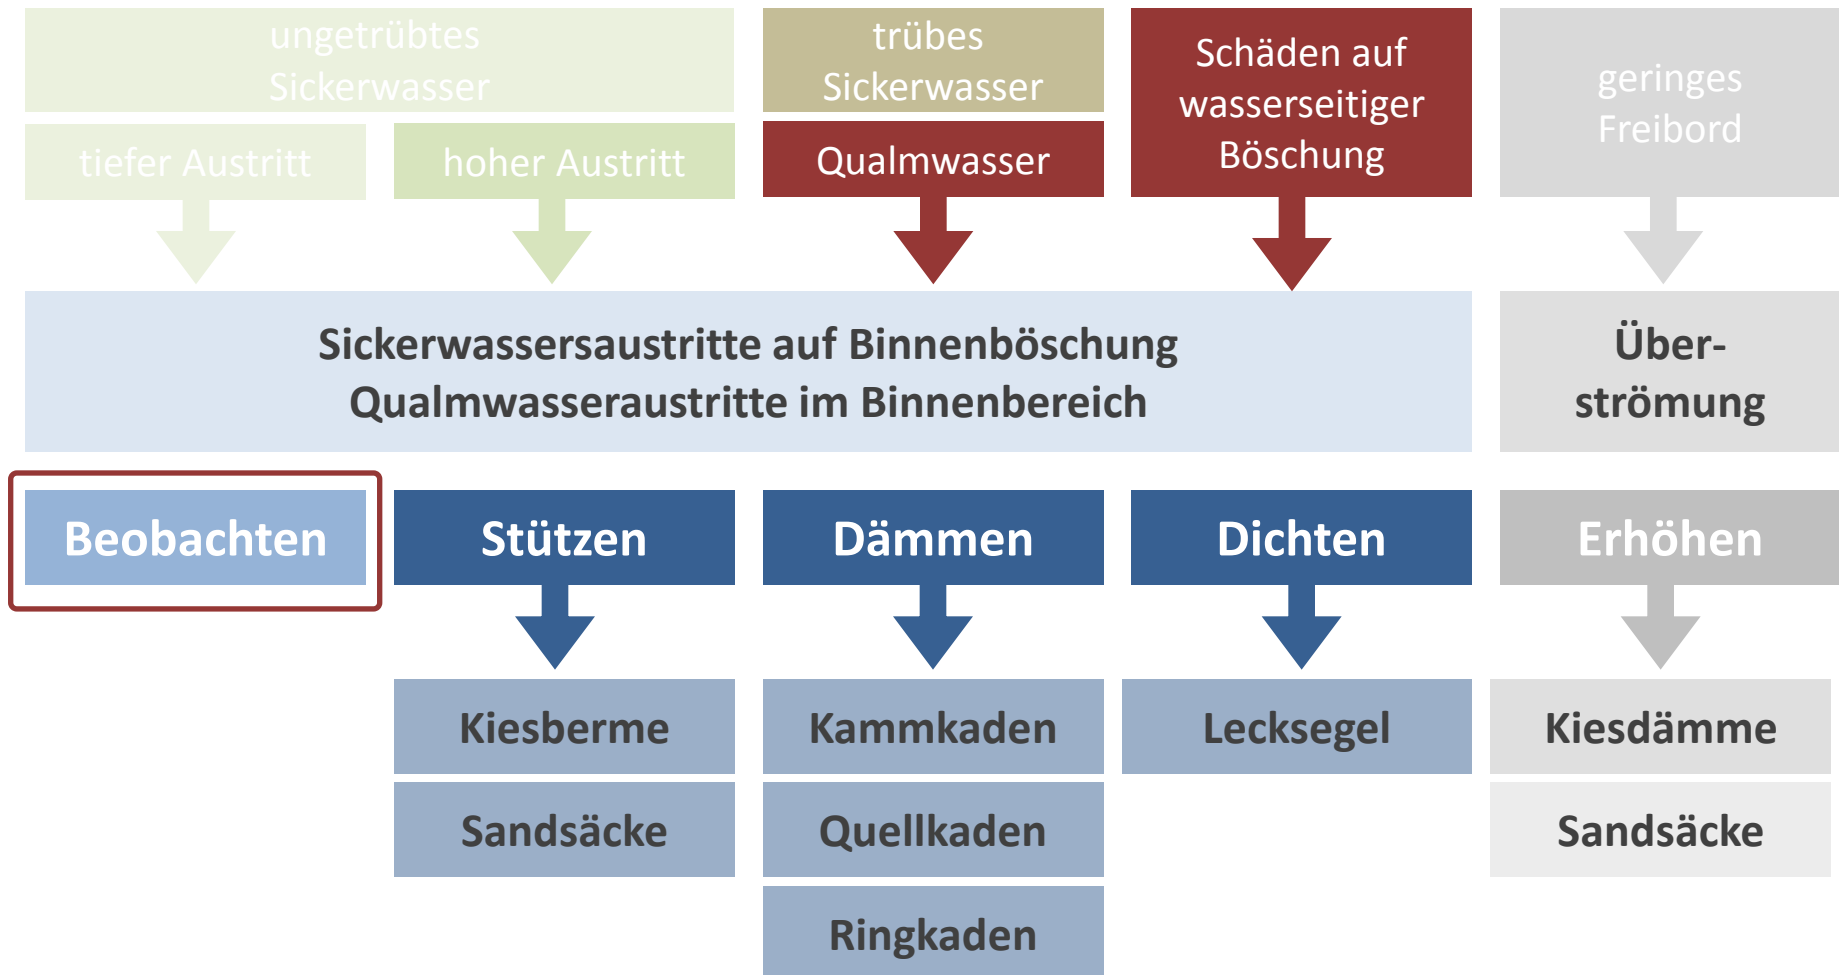 ungetrübtes
Sickerwasser
trübes
Sickerwasser
Schäden auf
wasserseitiger
Böschung
geringes
Freibord
tiefer Austritt
hoher Austritt
Qualmwasser
Sickerwassersaustritte auf Binnenböschung
Qualmwasseraustritte im Binnenbereich
Über-
strömung
Beobachten
Stützen
Dämmen
Dichten
Erhöhen
Kiesberme
Kammkaden
Lecksegel
Kiesdämme
Sandsäcke
Quellkaden
Sandsäcke
Ringkaden